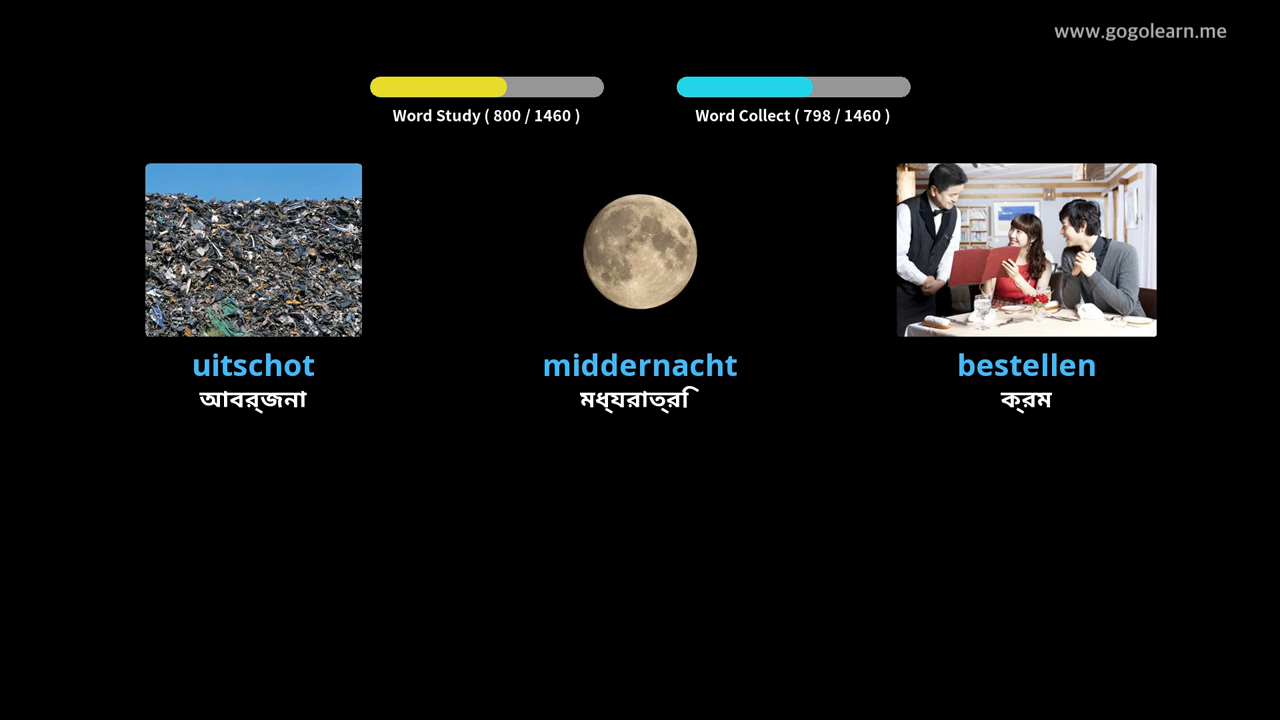 www.gogolearn.me
Word Study ( 800 / 1460 )
Word Collect ( 798 / 1460 )
uitschot
middernacht
bestellen
আবর্জনা
মধ্যরাত্রি
ক্রম